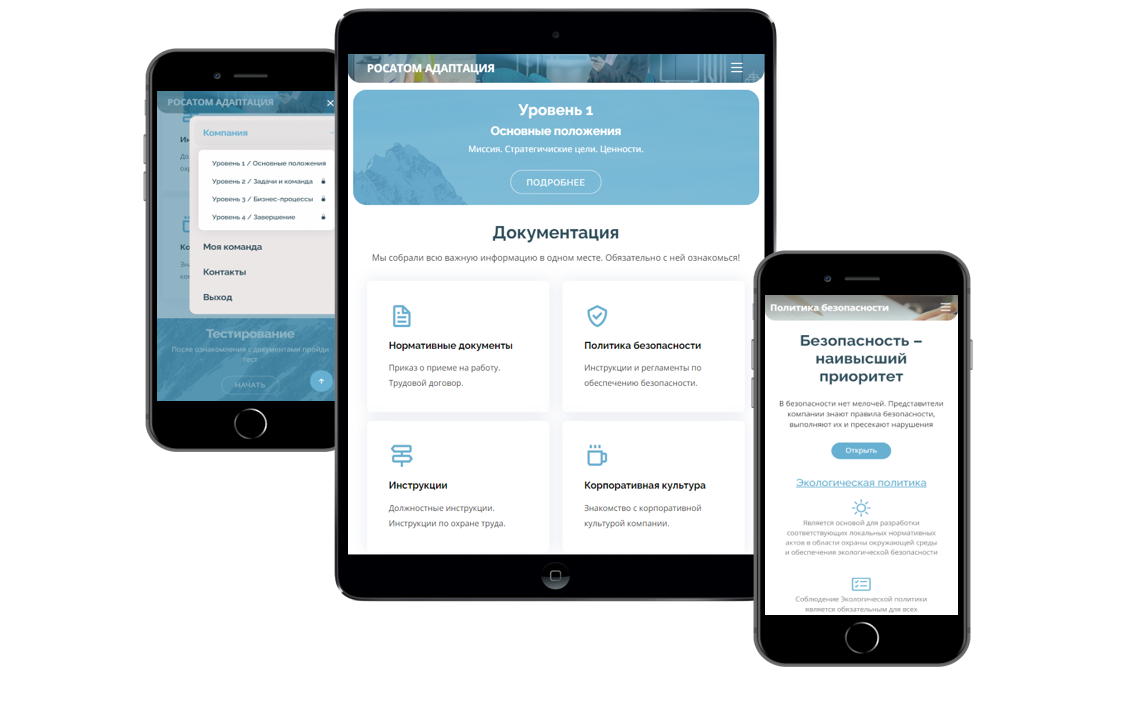 РОСАТОМ АДАПТАЦИЯ
Компания
Уровень 1 / Основные положения
Уровень 2 / Задачи и команда
Уровень 3 / Бизнес-процессы
Уровень 4 / Завершение
Моя команда
Контакты
Выход
Тестирование
После ознакомления с документами пройди
тест
НАЧАТЬ
РОСАТОМ АДАПТАЦИЯ
Уровень 1
Основные положения
Миссия. Стратегичиские цели. Ценности.
ПОДРОБНЕЕ
Документация
Мы собрали всю важную информацию в одном месте. Обязательно с ней ознакомься!
Нормативные документы
Приказ о приеме на работу.
Трудовой договор.
Политика безопасности
Инструкции и регламенты по
обеспечению безопасности.
Инструкции
Должностные инструкции.
Инструкции по охране труда.
Корпоративная культура
Знакомство с корпоративной
культурой компании.
Политика безопасности
Безопасность –
наивысший
приоритет
В безопасности нет мелочей. Представители
компании знают правила безопасности,
выполняют их и пресекают нарушения
Открыть
Экологическая политика
Является основой для разработки
соответствующих локальных нормативных
актов в области охраны окружающей среды
и обеспечения экологической безопасности
Соблюдение Экологической политики
является обязательным для всех